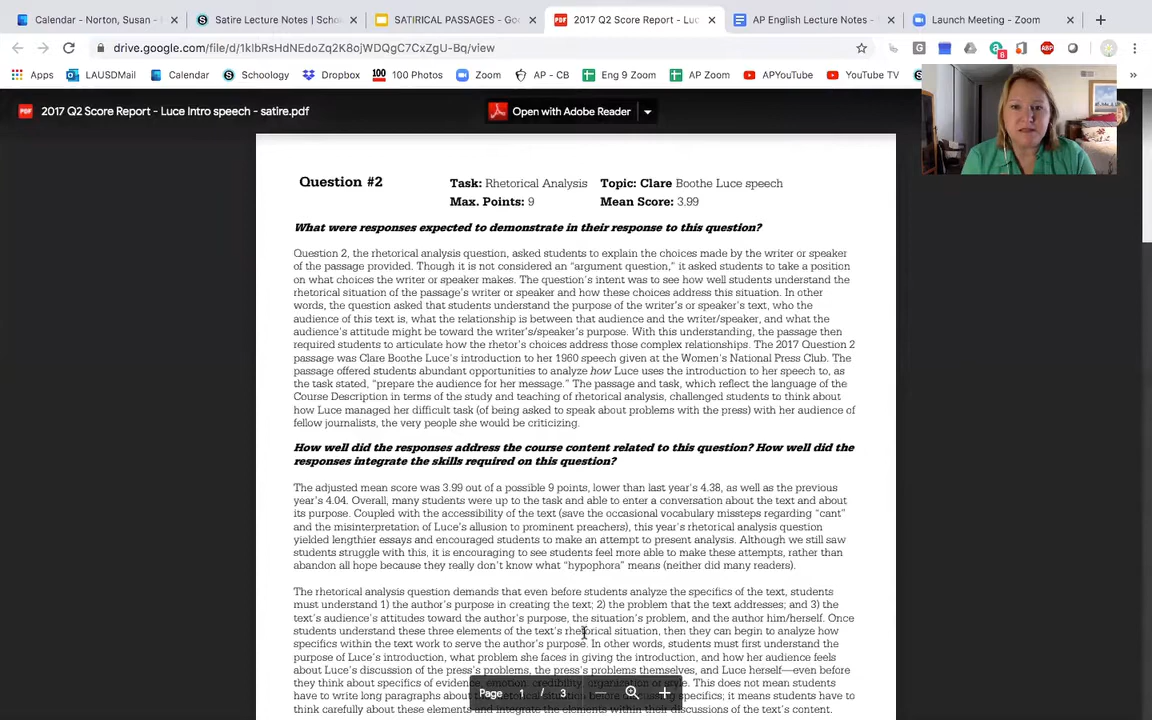 Calendar - Norton, Susan -
Satire Lecture Notes | Schoo
SATIRICAL PASSAGES - Goo
2017 Q2 Score Report - Luc
AP English Lecture Notes -
Launch Meeting - Zoom
drive.google.com/file/d/1klbRsHdNEdoZq2K8ojWDQgC7CxZgU-Bq/view
Apps
LAUSDMail
Calendar
Schoology
Dropbox
100 Photos
Zoom
AP - CB
Eng 9 Zoom
AP Zoom
APYouTube
YouTube TV
2017 Q2 Score Report - Luce Intro speech - satire.pdf
Open with Adobe Reader
Question #2
Task: Rhetorical Analysis Topic: Clare Boothe Luce speech
Max. Points: 9 Mean Score: 3.99
What were responses expected to demonstrate in their response to this question?
Question 2, the rhetorical analysis question, asked students to explain the choices made by the writer or speaker
of the passage provided. Though it is not considered an “argument question,” it asked students to take a position
on what choices the writer or speaker makes. The question's intent was to see how well students understand the
rhetorical situation of the passage's writer or speaker and how these choices address this situation. In other
words, the question asked that students understand the purpose of the writer's or speaker's text, who the
audience of this text is, what the relationship is between that audience and the writer/speaker, and what the
audience's attitude might be toward the writer's/speaker's purpose. With this understanding, the passage then
required students to articulate how the rhetor's choices address those complex relationships. The 2017 Question 2
passage was Clare Boothe Luce's introduction to her 1960 speech given at the Women's National Press Club. The
passage offered students abundant opportunities to analyze how Luce uses the introduction to her speech to, as
the task stated, “prepare the audience for her message.” The passage and task, which reflect the language of the
Course Description in terms of the study and teaching of rhetorical analysis, challenged students to think about
how Luce managed her difficult task (of being asked to speak about problems with the press) with her audience of
fellow journalists, the very people she would be criticizing.
How well did the responses address the course content related to this question? How well did the
responses integrate the skills required on this question?
The adjusted mean score was 3.99 out of a possible 9 points, lower than last year's 4.38, as well as the previous
year's 4.04. Overall, many students were up to the task and able to enter a conversation about the text and about
its purpose. Coupled with the accessibility of the text (save the occasional vocabulary missteps regarding “cant”
and the misinterpretation of Luce's allusion to prominent preachers), this year's rhetorical analysis question
yielded lengthier essays and encouraged students to make an attempt to present analysis. Although we still saw
students struggle with this, it is encouraging to see students feel more able to make these attempts, rather than
abandon all hope because they really don't know what “hypophora” means (neither did many readers).
The rhetorical analysis question demands that even before students analyze the specifics of the text, students
must understand 1) the author's purpose in creating the text; 2) the problem that the text addresses; and 3) the
text's audience's attitudes toward the author's purpose, the situation's problem, and the author him/herself. Once
students understand these three elements of the text's rhetorical situation, then they can begin to analyze how
specifics within the text work to serve the author's purpose. In other words, students must first understand the
purpose of Luce's introduction, what problem she faces in giving the introduction, and how her audience feels
about Luce's discussion of the press's problems, the press's problems themselves, and Luce herself—even before
they think about specifics of evidence, emotion, credibility, organization or style. This does not mean students
have to write long paragraphs about the rhetorical situation before discussing specifics; it means students have to
think carefully about these elements and integrate the elements within their discussions of the text's content.
Page 1 / 3